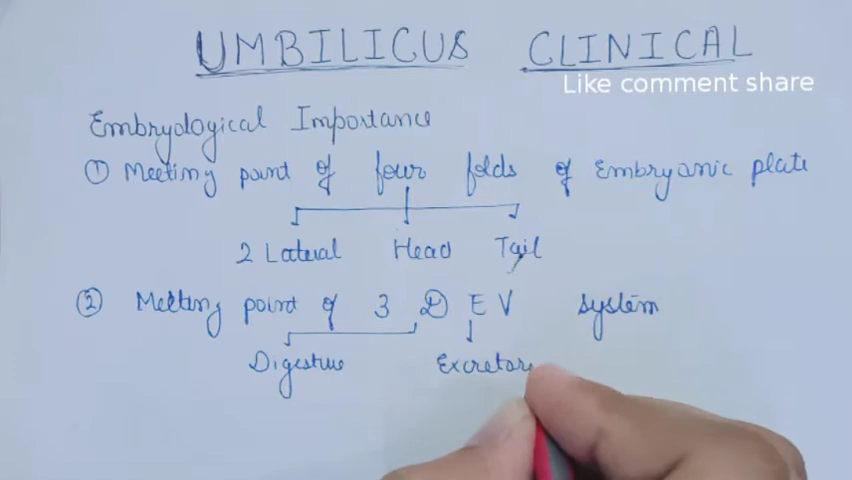 UMBILICUS CLINICAL
Like comment share
Embryological Importance
① Meeting point of four folds of Embryanic plate
2 Lateral Head Tail
② Meeting point of 3 D E V system
Digestive Excretory